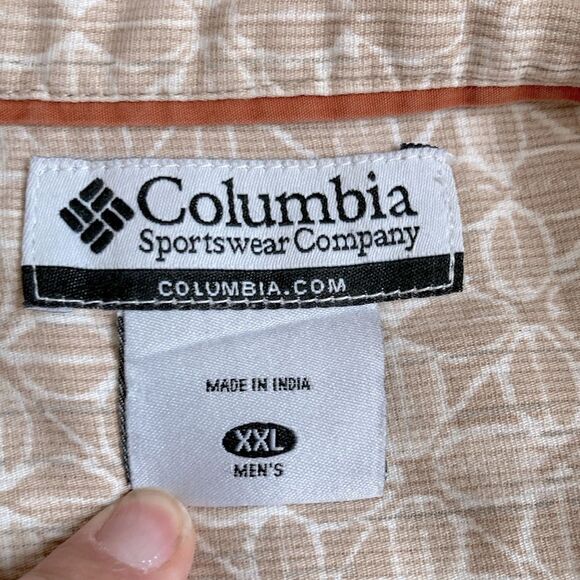 Columbia
Sportswear Company
COLUMBIA.COM
MADE IN INDIA
XXL
MEN'S